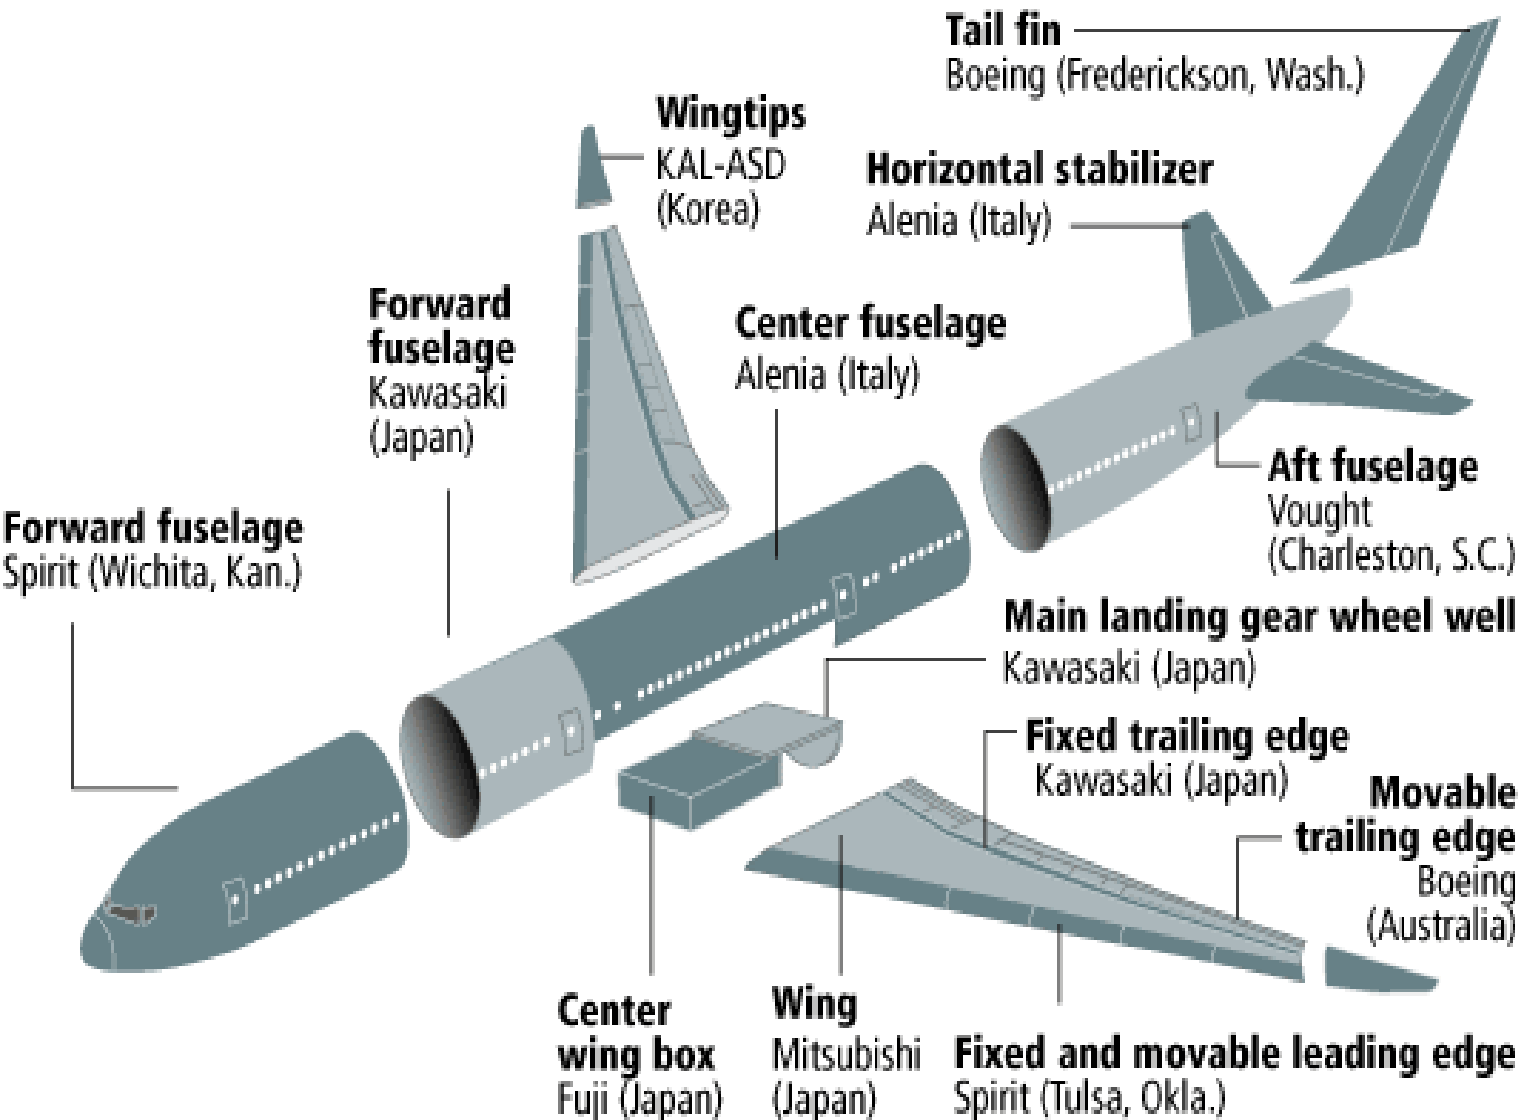 Tail fin
Boeing (Frederickson, Wash.)
Wingtips
KAL-ASD
(Korea)
Horizontal stabilizer
Alenia (Italy)
Forward
fuselage
Kawasaki
(Japan)
Center fuselage
Alenia (Italy)
Aft fuselage
Vought
(Charleston, S.C.)
Forward fuselage
Spirit (Wichita, Kan.)
Main landing gear wheel well
Kawasaki (Japan)
Fixed trailing edge
Kawasaki (Japan)
Movable
trailing edge
Boeing
(Australia)
Center
wing box
Fuji (Japan)
Wing
Mitsubishi
(Japan)
Fixed and movable leading edge
Spirit (Tulsa, Okla.)